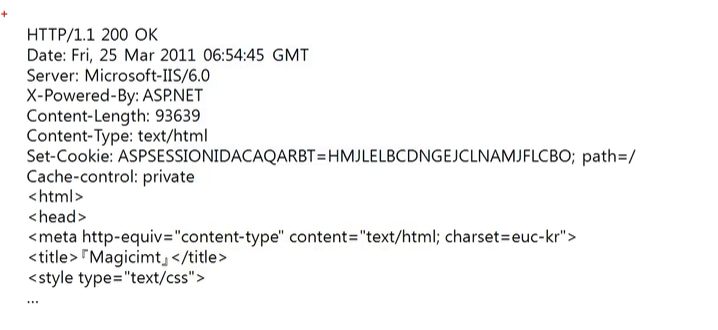 HTTP/1.1 200 OK
Date: Fri, 25 Mar 2011 06:54:45 GMT
Server: Microsoft-IIS/6.0
X-Powered-By: ASP.NET
Content-Length: 93639
Content-Type: text/html
Set-Cookie: ASPSESSIONIDACAQARBT=HMJLELBCDNGEJCLNAMJFLCBO; path=/
Cache-control: private
<html>
<head>
<meta http-equiv="content-type" content="text/html; charset=euc-kr">
<title>『Magicimt』</title>
<style type="text/css">
...